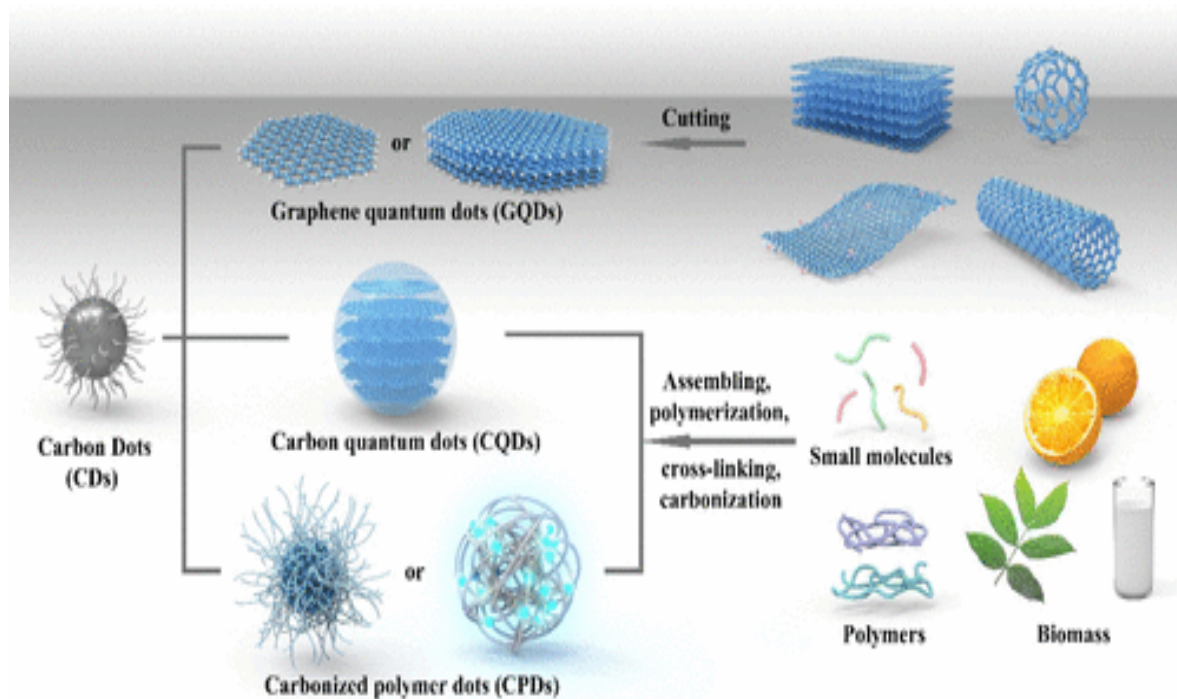 Cutting
or
Graphene quantum dots (GQDs)
Carbon Dots
(CDs)
Carbon quantum dots (CQDs)
Assembling,
polymerization,
cross-linking,
carbonization
Small molecules
or
Polymers
Biomass
Carbonized polymer dots (CPDs)